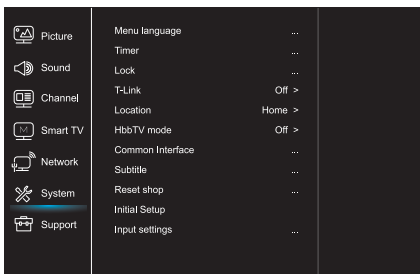 Picture
Sound
Channel
M Smart TV
Network
System
Support
Menu language ...
Timer ...
Lock ...
T-Link Off >
Location Home >
HbbTV mode Off >
Common Interface ...
Subtitle ...
Reset shop ...
Initial Setup
Input settings ...